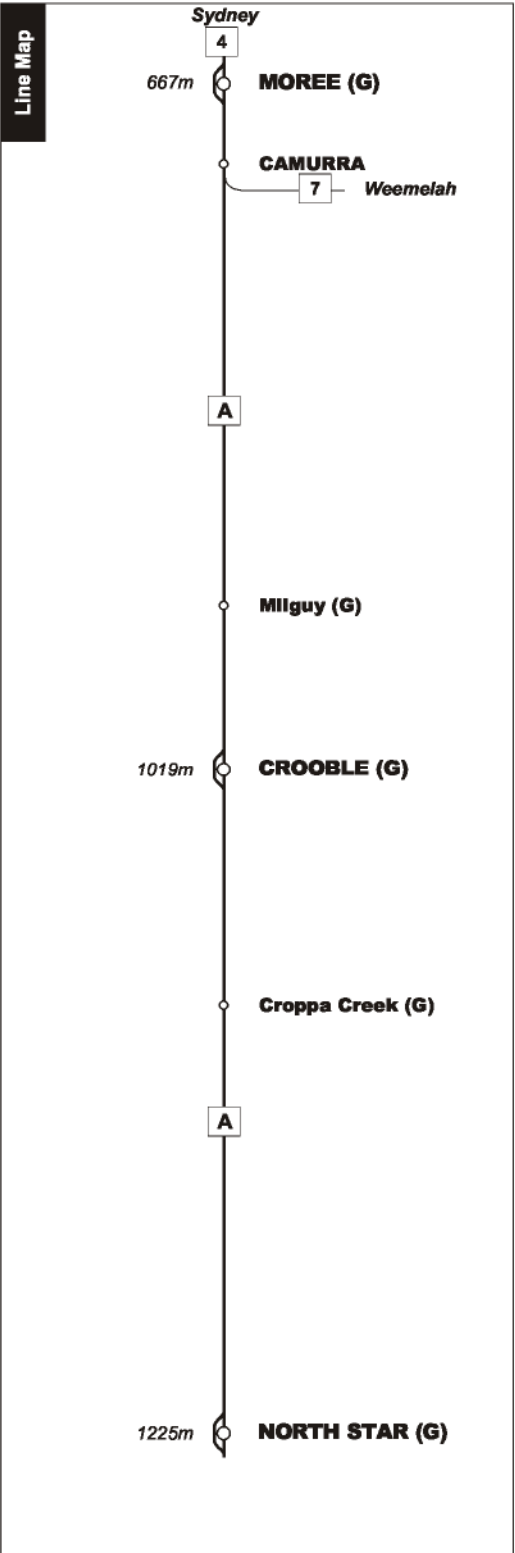 Line Map
Sydney
4
667m MOREE (G)
CAMURRA
7 Weemelah
A
Milguy (G)
1019m CROOBLE (G)
Croppa Creek (G)
A
1225m NORTH STAR (G)